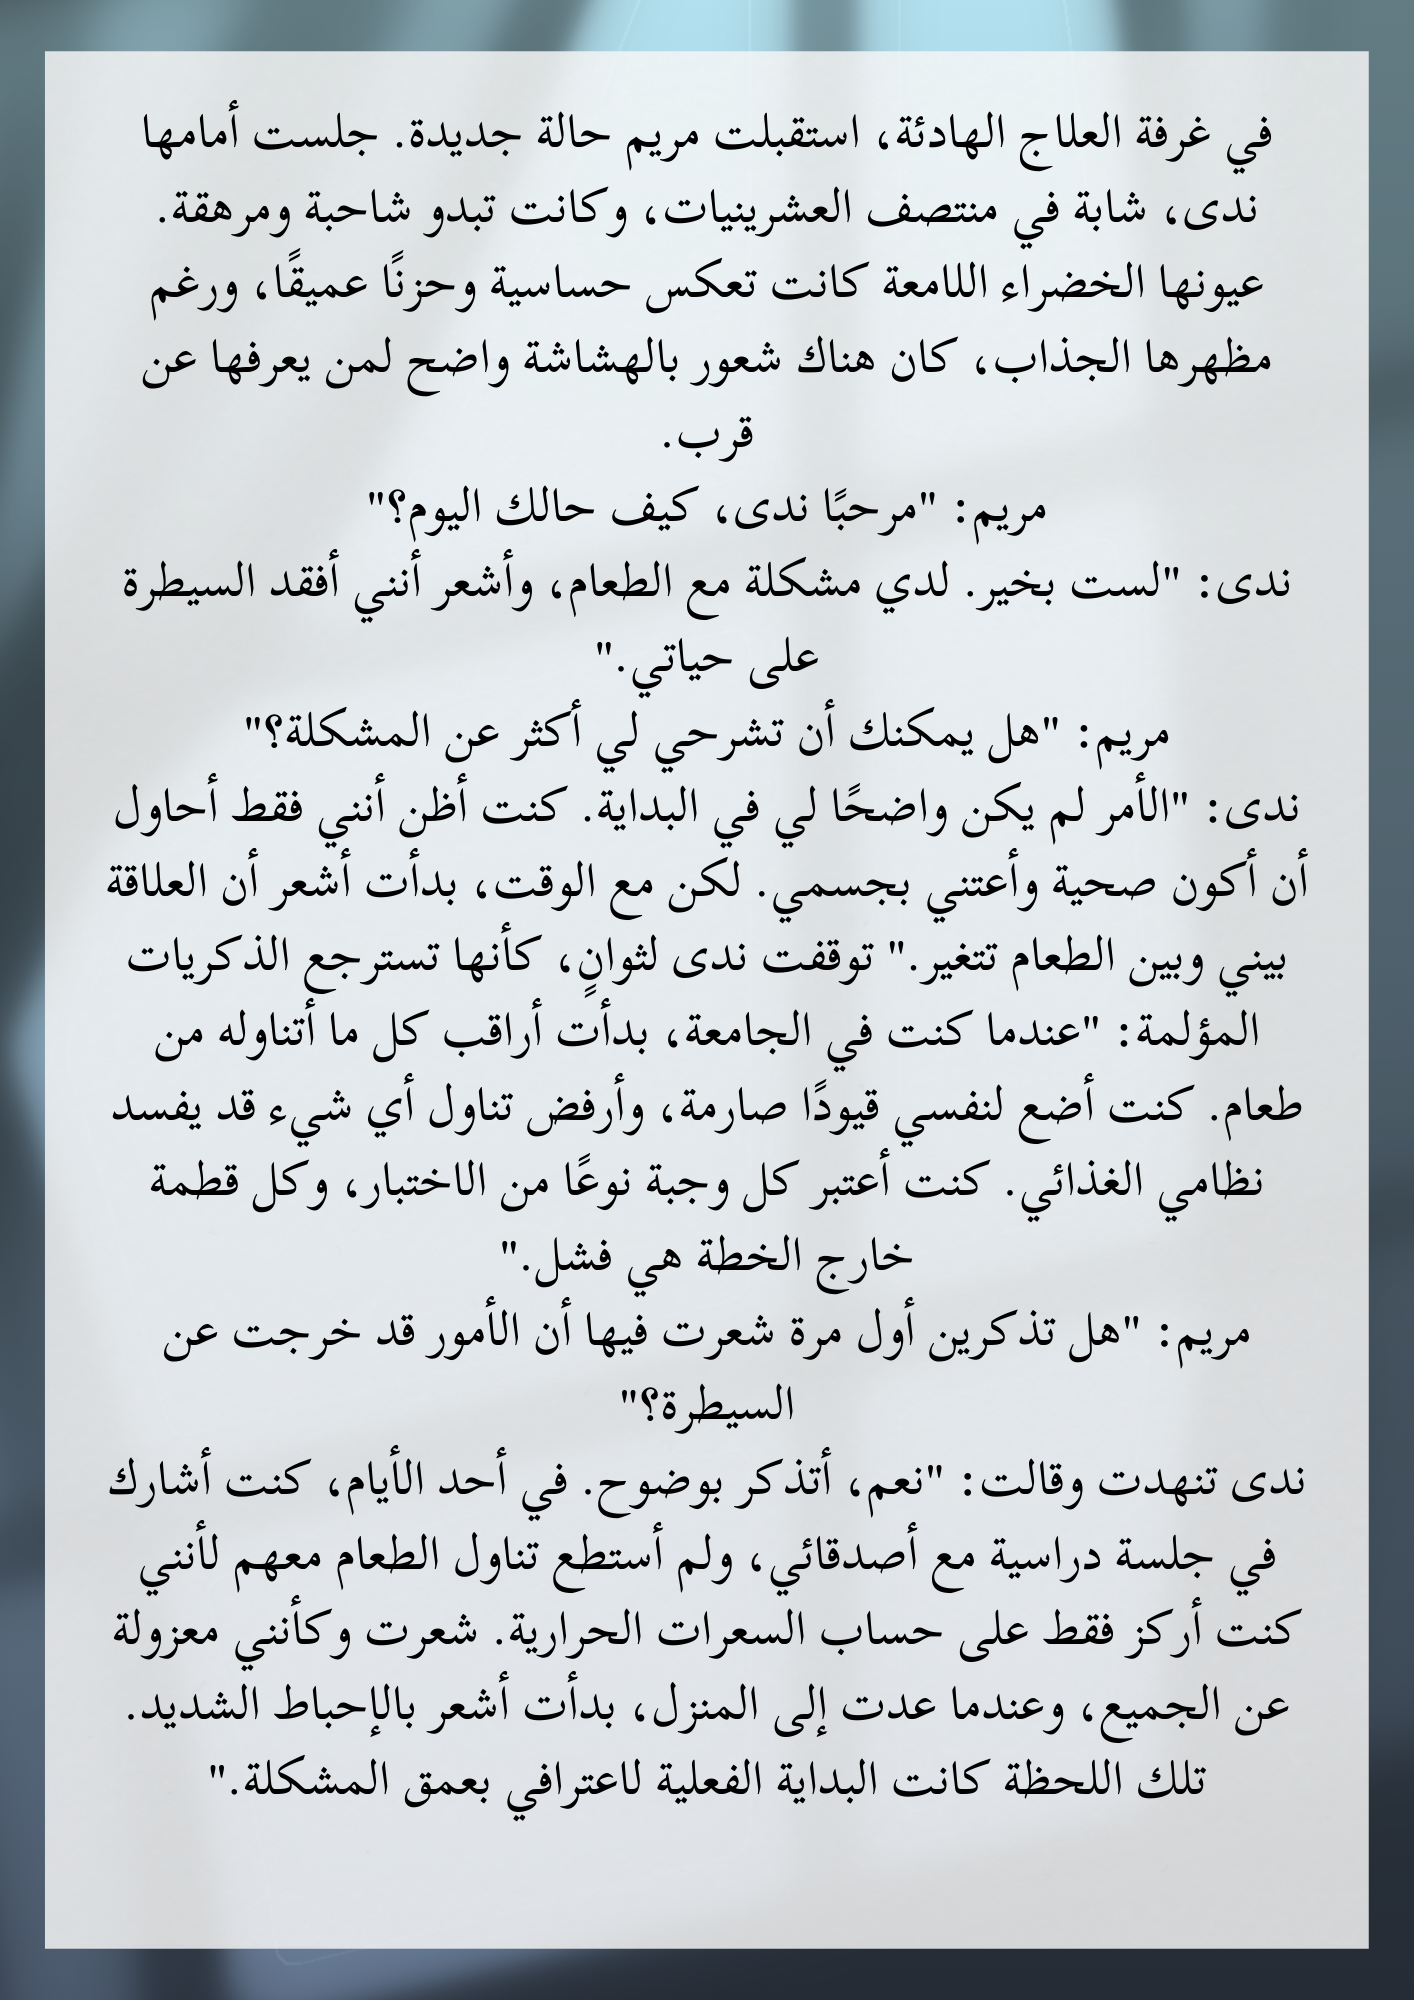 في غرفة العلاج الهادئة، استقبلت مريم حالة جديدة. جلست أمامها
ندى، شابة في منتصف العشرينيات، وكانت تبدو شاحبة ومرهقة.
عيونها الخضراء اللامعة كانت تعكس حساسية وحزنًا عميقًا، ورغم
مظهرها الجذاب، كان هناك شعور بالهشاشة واضح لمن يعرفها عن
قرب.
مريم: "مرحبًا ندى، كيف حالك اليوم؟"
ندى: "لست بخير. لدي مشكلة مع الطعام، وأشعر أنني أفقد السيطرة
على حياتي."
مريم: "هل يمكنك أن تشرحي لي أكثر عن المشكلة؟"
ندى: "الأمر لم يكن واضحًا لي في البداية. كنت أظن أنني فقط أحاول
أن أكون صحية وأعتني بجسمي. لكن مع الوقت، بدأت أشعر أن العلاقة
بيني وبين الطعام تتغير." توقفت ندى لثوانٍ، كأنها تسترجع الذكريات
المؤلمة: "عندما كنت في الجامعة، بدأت أراقب كل ما أتناوله من
طعام. كنت أضع لنفسي قيودًا صارمة، وأرفض تناول أي شيء قد يفسد
نظامي الغذائي. كنت أعتبر كل وجبة نوعًا من الاختبار، وكل قطمة
خارج الخطة هي فشل."
مريم: "هل تذكرين أول مرة شعرت فيها أن الأمور قد خرجت عن
السيطرة؟"
ندى تنهدت وقالت: "نعم، أتذكر بوضوح. في أحد الأيام، كنت أشارك
في جلسة دراسية مع أصدقائي، ولم أستطع تناول الطعام معهم لأنني
كنت أركز فقط على حساب السعرات الحرارية. شعرت وكأنني معزولة
عن الجميع، وعندما عدت إلى المنزل، بدأت أشعر بالإحباط الشديد.
تلك اللحظة كانت البداية الفعلية لاعترافي بعمق المشكلة."